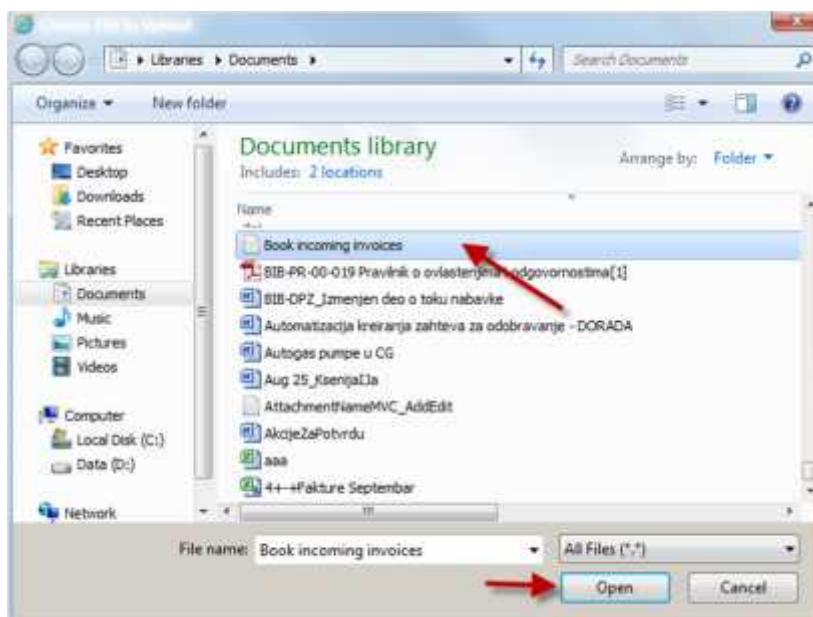 Libraries ▸ Documents ▸
Search Documents
Organize
New folder
Favorites
Desktop
Downloads
Recent Places
Libraries
Documents
Music
Pictures
Videos
Computer
Local Disk (C:)
Data (D:)
Network
Documents library
Includes: 2 locations
Arrange by: Folder
Name
Book incoming invoices
BIB-PR-00-019 Pravilnik o ovlastenjima i odgovornostima[1]
BIB-OPZ_Izmenjen deo o toku nabavke
Automatizacija kreiranja zahteva za odobravanje - DORADA
Autogas pumpe u CG
Aug 25_KsenijaIJa
AttachmentNameMVC_AddEdit
AkcijeZaPotvrdu
aaa
4+-+Fakture Septembar
File name: Book incoming invoices
All Files (*.*)
Open
Cancel